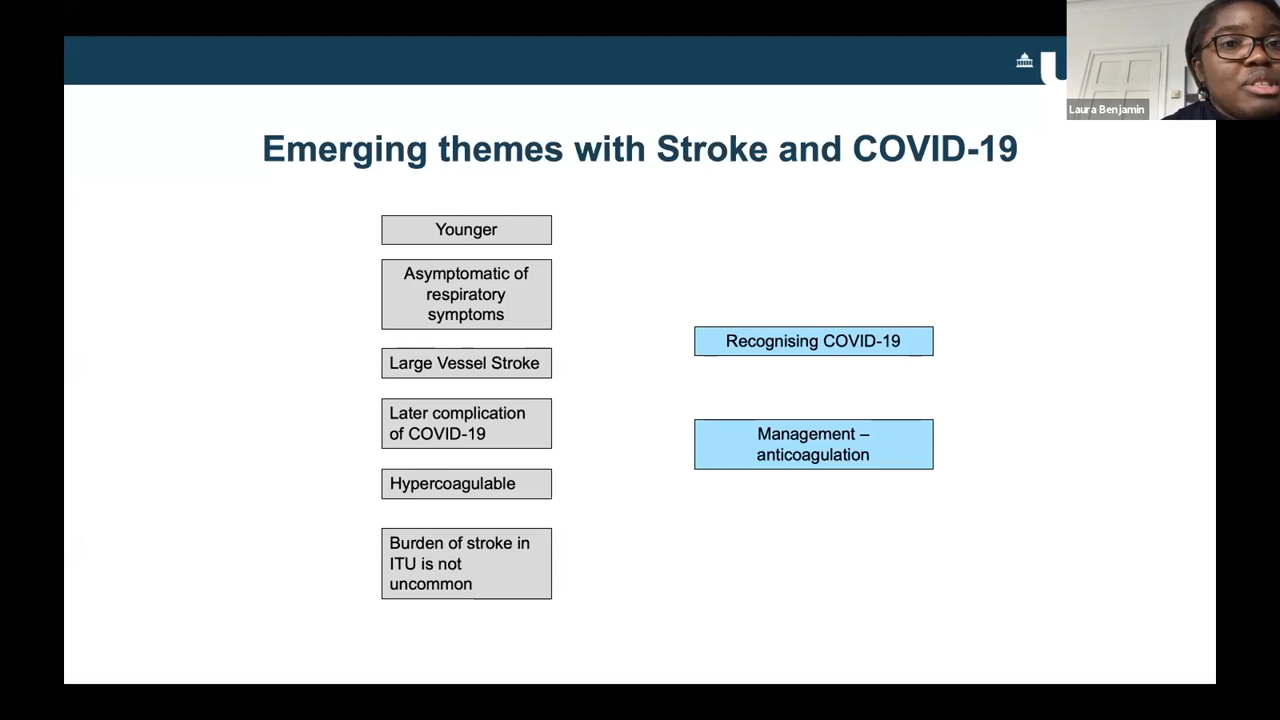 Laura Benjamin
Emerging themes with Stroke and COVID-19
Younger
Asymptomatic of
respiratory
symptoms
Large Vessel Stroke
Later complication
of COVID-19
Hypercoagulable
Burden of stroke in
ITU is not
uncommon
Recognising COVID-19
Management –
anticoagulation